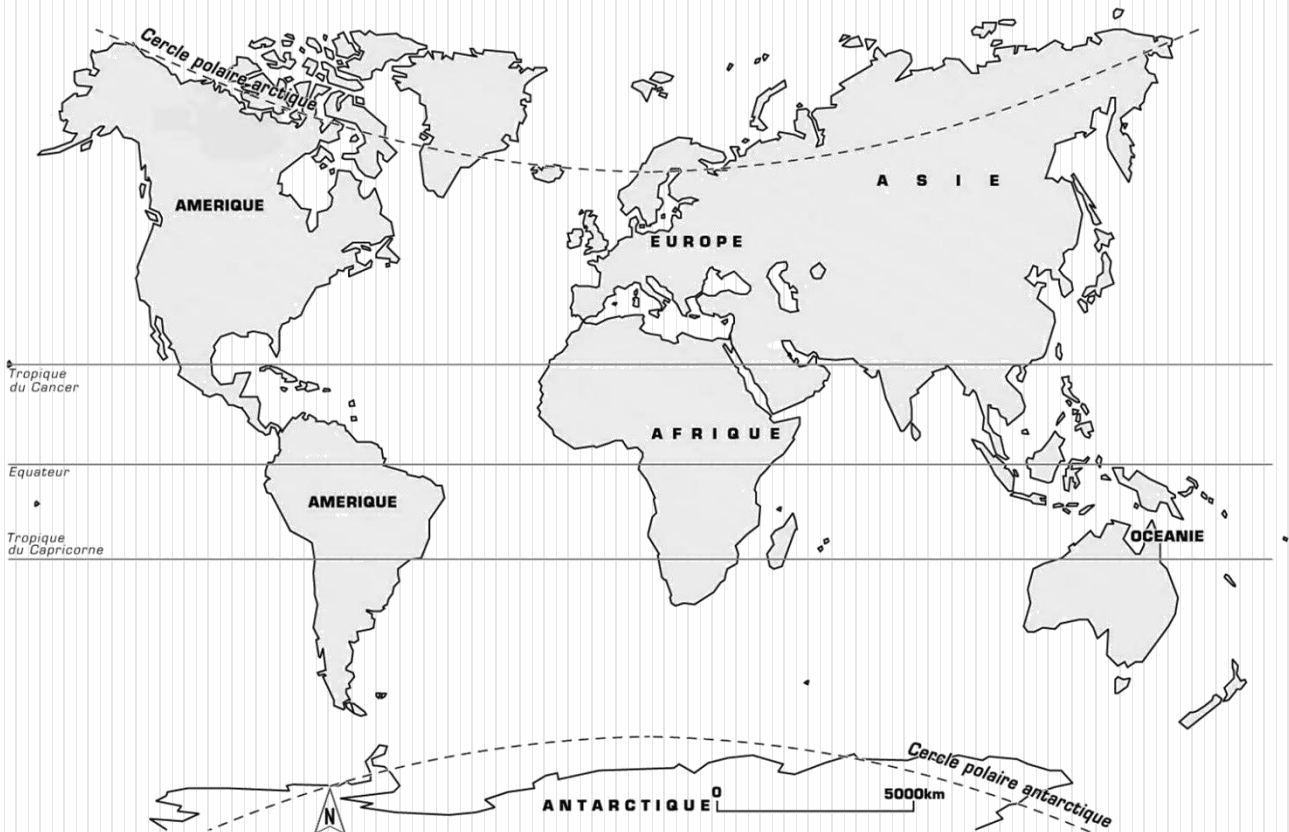 Cercle polaire arctique
AMERIQUE
A S I E
EUROPE
Tropique
du Cancer
AFRIQUE
Equateur
AMERIQUE
Tropique
du Capricorne
OCEANIE
Cercle polaire antarctique
ANTARCTIQUE
0 5000km
N